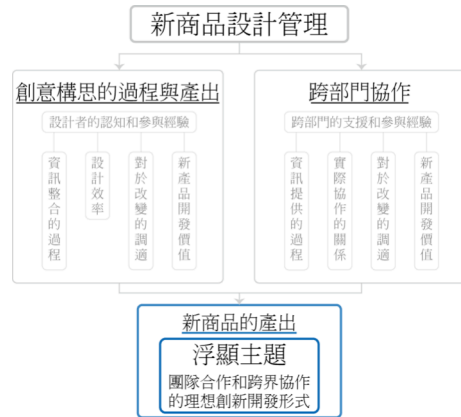 新商品設計管理
創意構思的過程與產出
設計者的認知和參與經驗
資訊整合的過程
設計效率
對於改變的調適
新產品開發價值
跨部門協作
跨部門的支援和參與經驗
資訊提供的過程
實際協作的關係
對於改變的調適
新產品開發價值
新商品的產出
浮顯主題
團隊合作和跨界協作
的理想創新開發形式